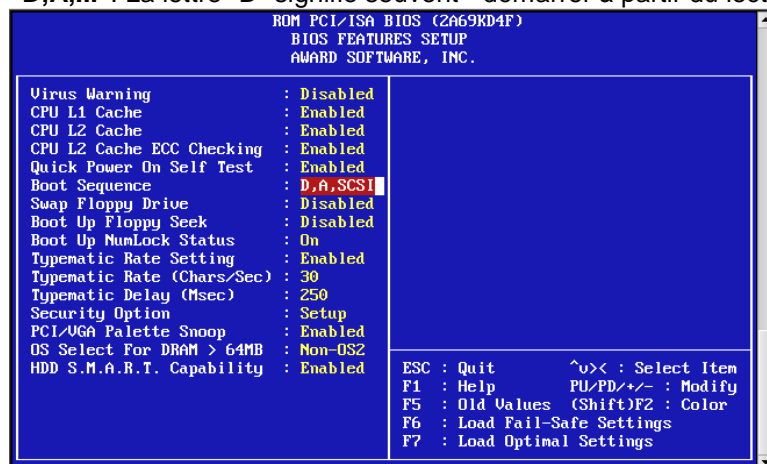 "D,A,..." : La lettre "D" signifie souvent "démarrer à partir du
ROM PCI/ISA BIOS (2A69KD4F)
BIOS FEATURES SETUP
AWARD SOFTWARE, INC.
Virus Warning : Disabled
CPU L1 Cache : Enabled
CPU L2 Cache : Enabled
CPU L2 Cache ECC Checking : Enabled
Quick Power On Self Test : Enabled
Boot Sequence : D,A,SCSI
Swap Floppy Drive : Disabled
Boot Up Floppy Seek : Disabled
Boot Up NumLock Status : On
Typematic Rate Setting : Enabled
Typematic Rate (Chars/Sec) : 30
Typematic Delay (Msec) : 250
Security Option : Setup
PCI/VGA Palette Snoop : Enabled
OS Select For DRAM > 64MB : Non-OS2
HDD S.M.A.R.T. Capability : Enabled
ESC : Quit ^v>< : Select Item
F1 : Help PU/PD/+/- : Modify
F5 : Old Values (Shift)F2 : Color
F6 : Load Fail-Safe Settings
F7 : Load Optimal Settings